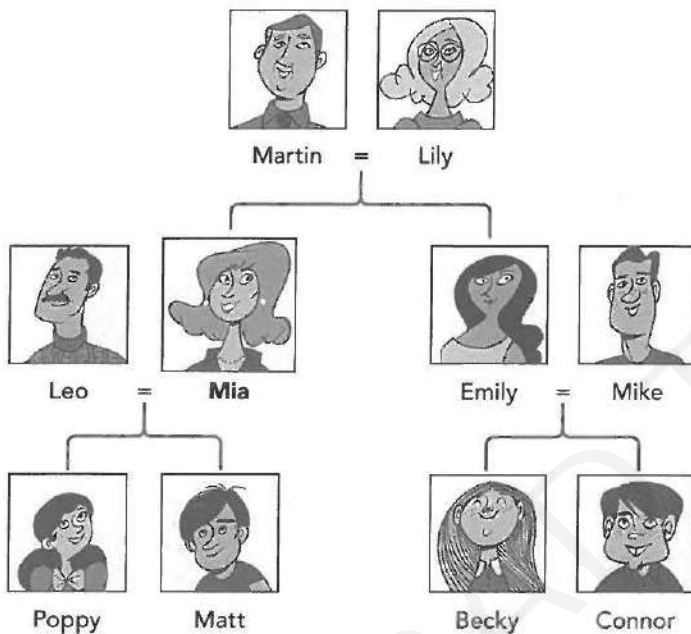 Martin = Lily
Leo = Mia Emily = Mike
Poppy Matt Becky Connor